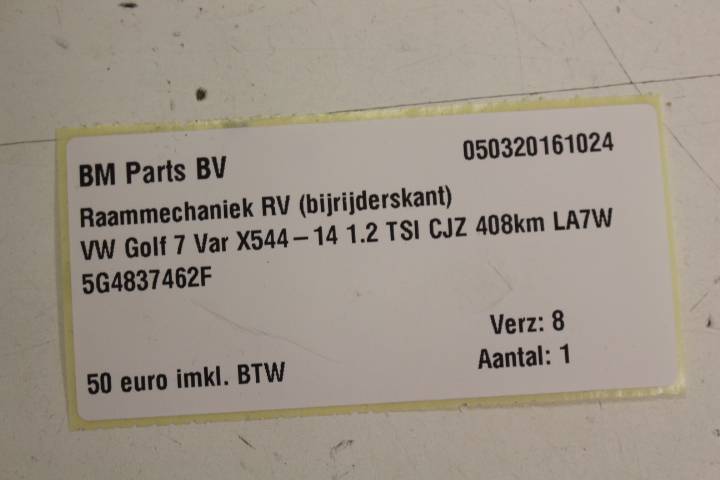 BM Parts BV 050320161024
Raammechaniek RV (bijrijderskant)
VW Golf 7 Var X544-14 1.2 TSI CJZ 408km LA7W
5G4837462F
Verz: 8
50 euro imkl. BTW Aantal: 1